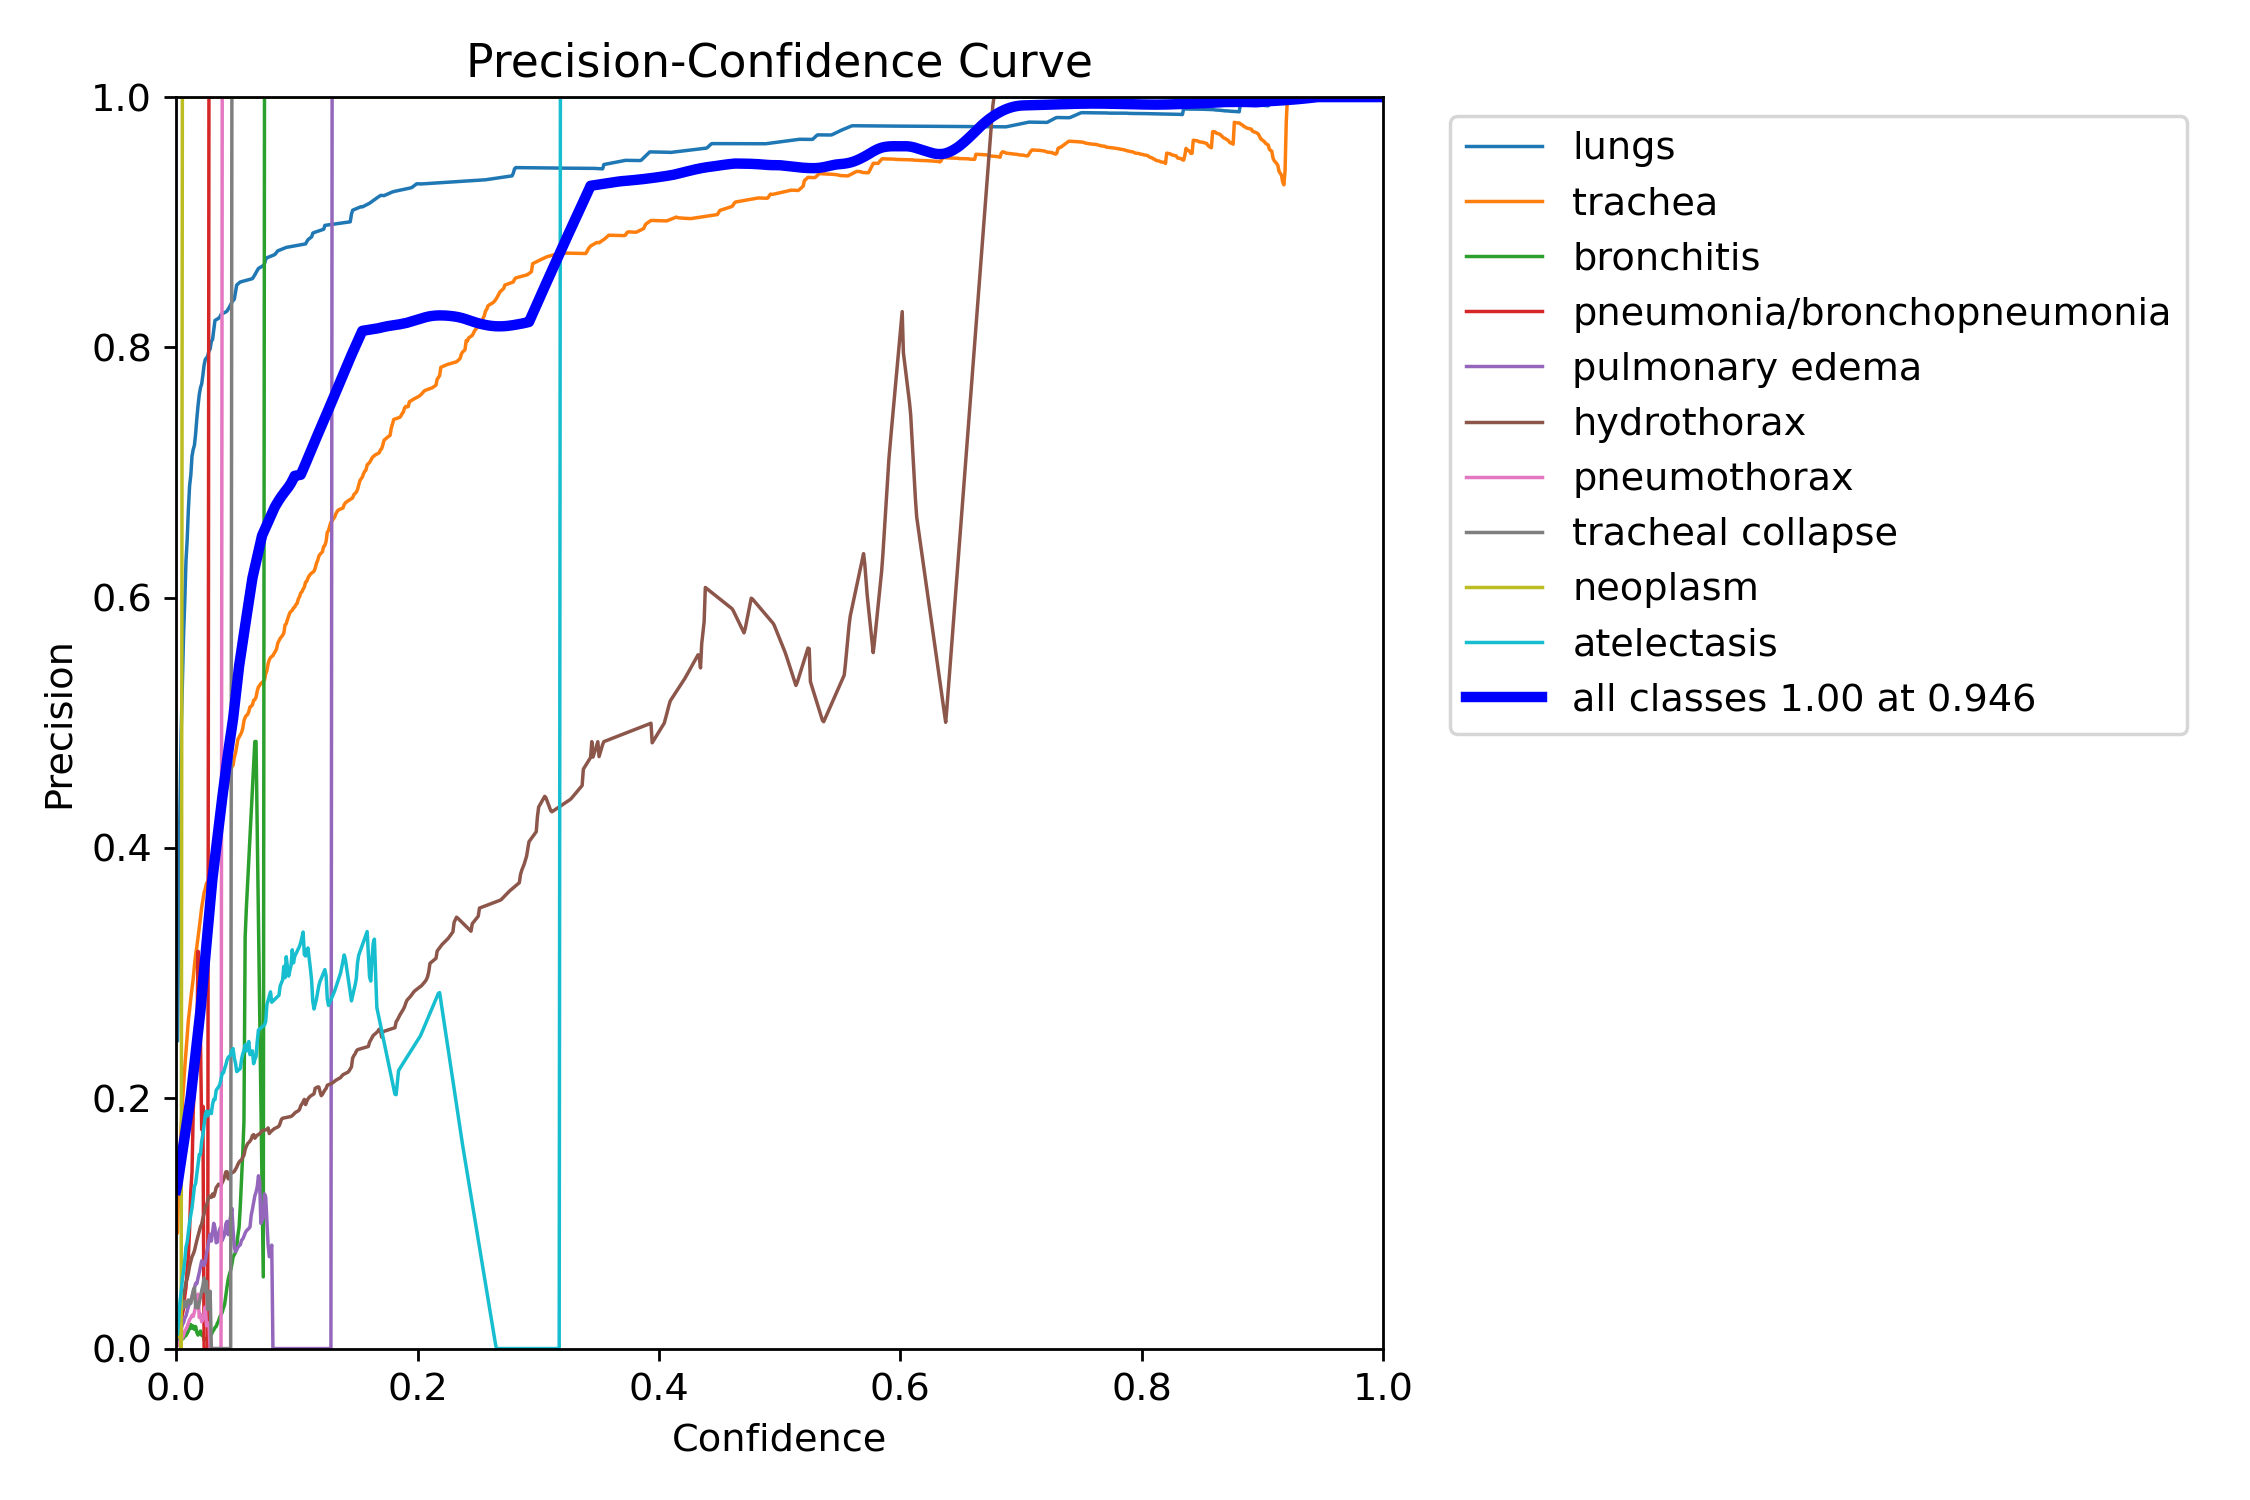 Precision-Confidence Curve
1.0
0.8
0.6
0.4
0.2
0.0
Precision
0.0 0.2 0.4 0.6 0.8 1.0
Confidence
lungs
trachea
bronchitis
pneumonia/bronchopneumonia
pulmonary edema
hydrothorax
pneumothorax
tracheal collapse
neoplasm
atelectasis
all classes 1.00 at 0.946